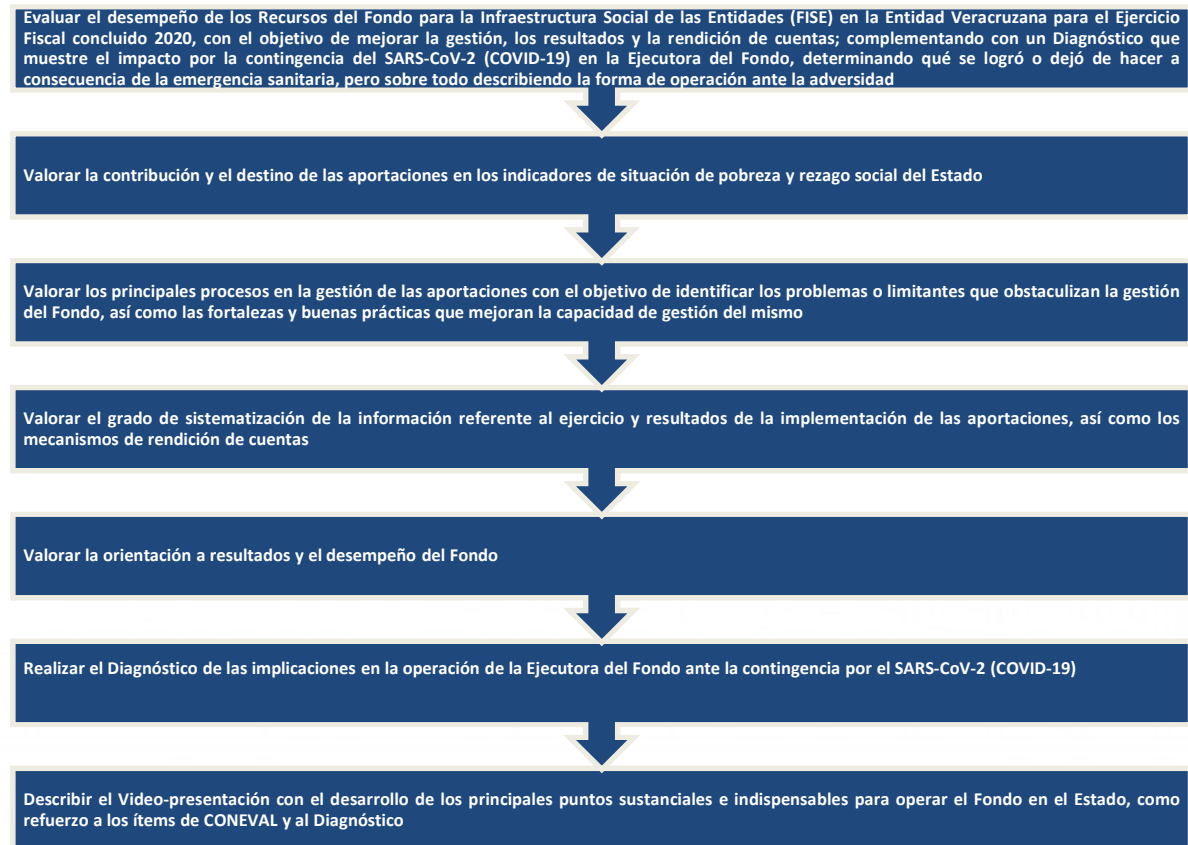 Evaluar el desempeño de los Recursos del Fondo para la Infraestructura Social de las Entidades (FISE) en la Entidad Veracruzana para el Ejercicio
Fiscal concluido 2020, con el objetivo de mejorar la gestión, los resultados y la rendición de cuentas; complementando con un Diagnóstico que
muestre el impacto por la contingencia del SARS-CoV-2 (COVID-19) en la Ejecutora del Fondo, determinando qué se logró o dejó de hacer a
consecuencia de la emergencia sanitaria, pero sobre todo describiendo la forma de operación ante la adversidad
Valorar la contribución y el destino de las aportaciones en los indicadores de situación de pobreza y rezago social del Estado
Valorar los principales procesos en la gestión de las aportaciones con el objetivo de identificar los problemas o limitantes que obstaculizan la gestión
del Fondo, así como las fortalezas y buenas prácticas que mejoran la capacidad de gestión del mismo
Valorar el grado de sistematización de la información referente al ejercicio y resultados de la implementación de las aportaciones, así como los
mecanismos de rendición de cuentas
Valorar la orientación a resultados y el desempeño del Fondo
Realizar el Diagnóstico de las implicaciones en la operación de la Ejecutora del Fondo ante la contingencia por el SARS-CoV-2 (COVID-19)
Describir el Video-presentación con el desarrollo de los principales puntos sustanciales e indispensables para operar el Fondo en el Estado, como
refuerzo a los ítems de CONEVAL y al Diagnóstico